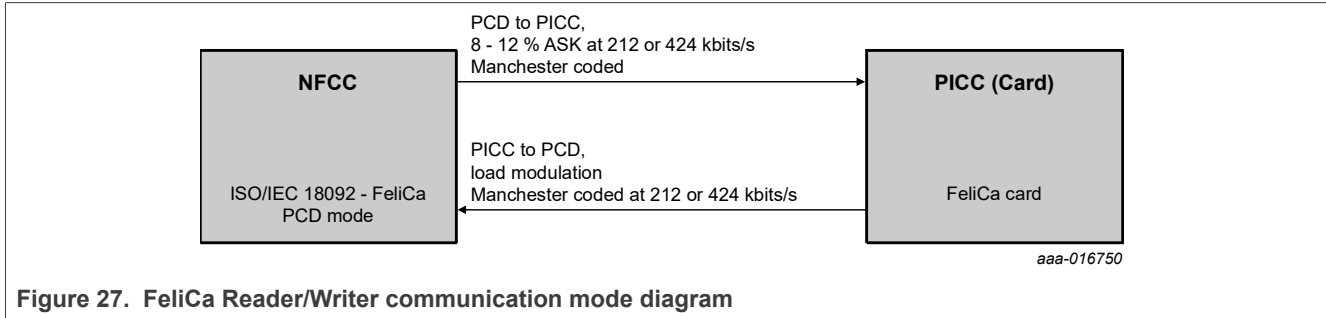 PCD to PICC,
8 - 12 % ASK at 212 or 424 kbits/s
Manchester coded
NFCC
PICC (Card)
PICC to PCD,
load modulation
Manchester coded at 212 or 424 kbits/s
ISO/IEC 18092 - FeliCa
PCD mode
FeliCa card
aaa-016750
Figure 27. FeliCa Reader/Writer communication mode diagram